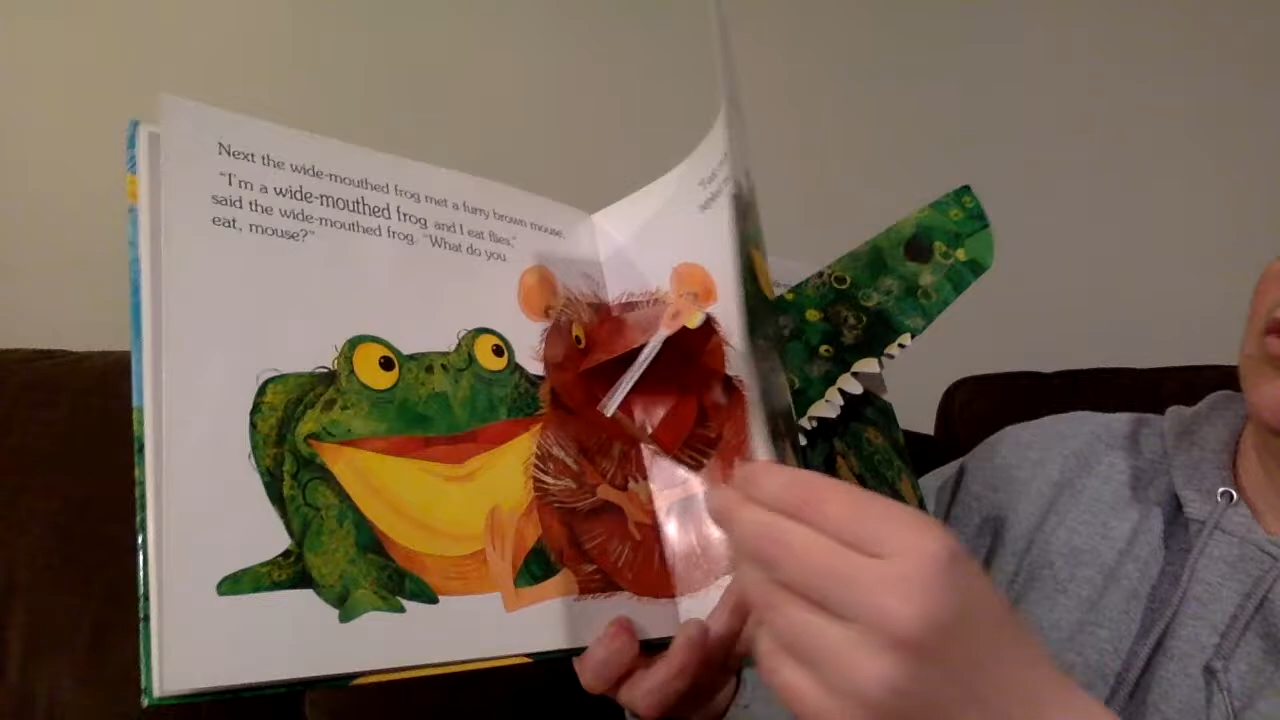 Next the wide-mouthed frog met a furry brown mouse.
"I'm a wide-mouthed frog and I eat flies,"
said the wide-mouthed frog. "What do you
eat, mouse?"